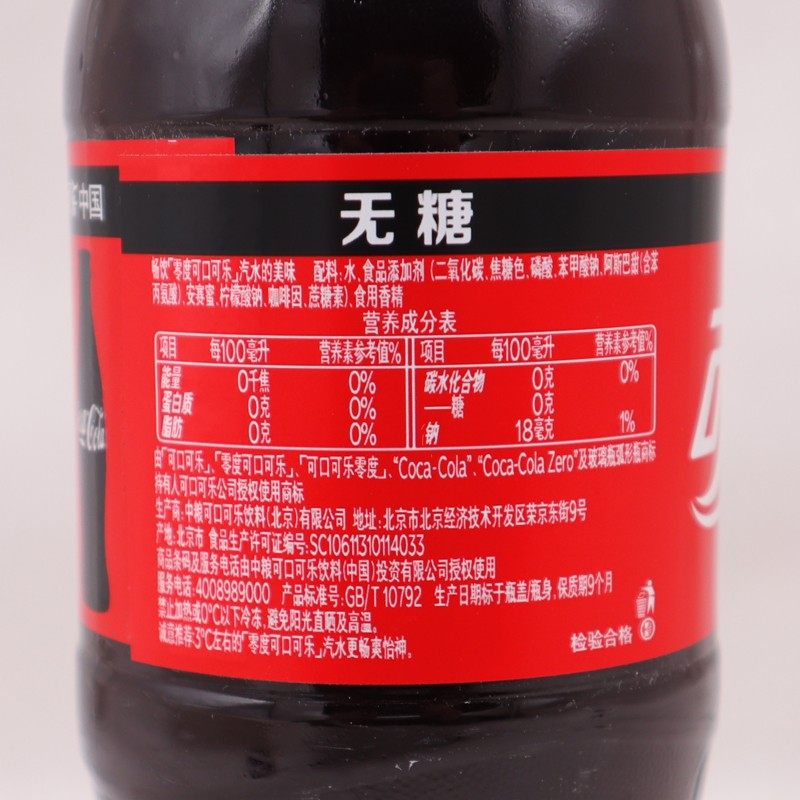 无糖
中国
畅饮「零度可口可乐」汽水的美味 配料:水、食品添加剂 (二氧化碳、焦糖色、磷酸、苯甲酸钠、阿斯巴甜(含苯
丙氨酸)、安赛蜜、柠檬酸钠、咖啡因、蔗糖素)、食用香精
营养成分表
项目 每100毫升 营养素参考值% 项目 每100毫升 营养素参考值%
能量 0千焦 0% 碳水化合物 0克 0%
蛋白质 0克 0% ——糖 0克
脂肪 0克 0% 钠 18毫克 1%
由「可口可乐」、「零度可口可乐」、「可口可乐零度」、“Coca-Cola”、“Coca-Cola Zero”及玻璃瓶弧形瓶商标
持有人可口可乐公司授权使用商标
生产商:中粮可口可乐饮料(北京)有限公司 地址:北京市北京经济技术开发区荣京东街9号
产地:北京市 食品生产许可证编号:SC10611310114033
商品条码及服务电话由中粮可口可乐饮料(中国)投资有限公司授权使用
服务电话:4008989000 产品标准号:GB/T 10792 生产日期标于瓶盖/瓶身,保质期9个月
禁止加热或0℃以下冷冻,避免阳光直晒及高温。
诚意推荐:3℃左右的「零度可口可乐」汽水更畅爽怡神。
检验合格